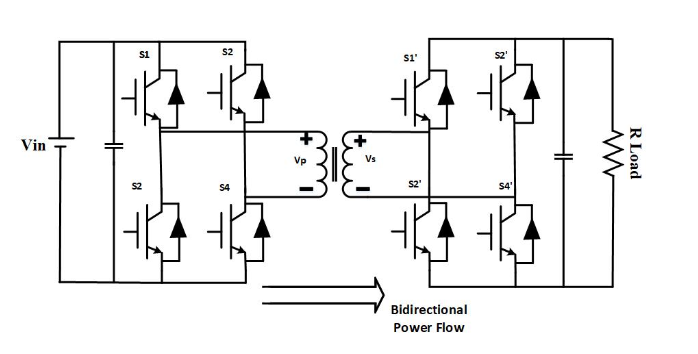 S1
S2
S1'
S2'
Vin
+
Vp
-
+
Vs
-
R Load
S2
S4
S2'
S4'
Bidirectional
Power Flow